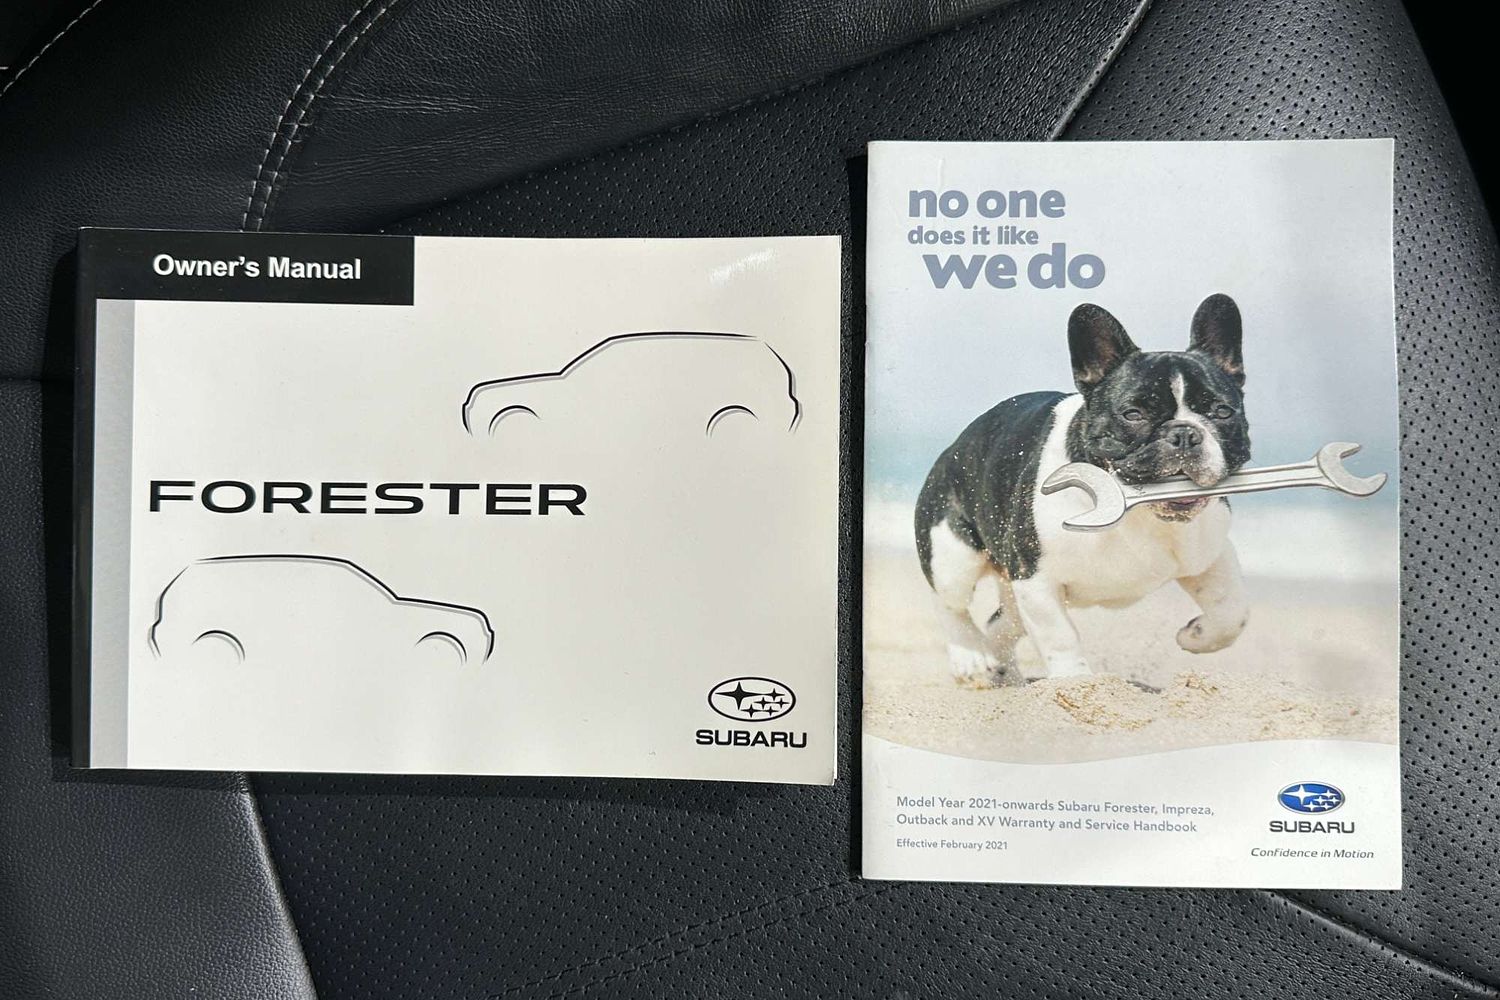 Owner's Manual
FORESTER
SUBARU
no one
does it like
we do
Model Year 2021-onwards Subaru Forester, Impreza,
Outback and XV Warranty and Service Handbook
Effective February 2021
SUBARU
Confidence in Motion